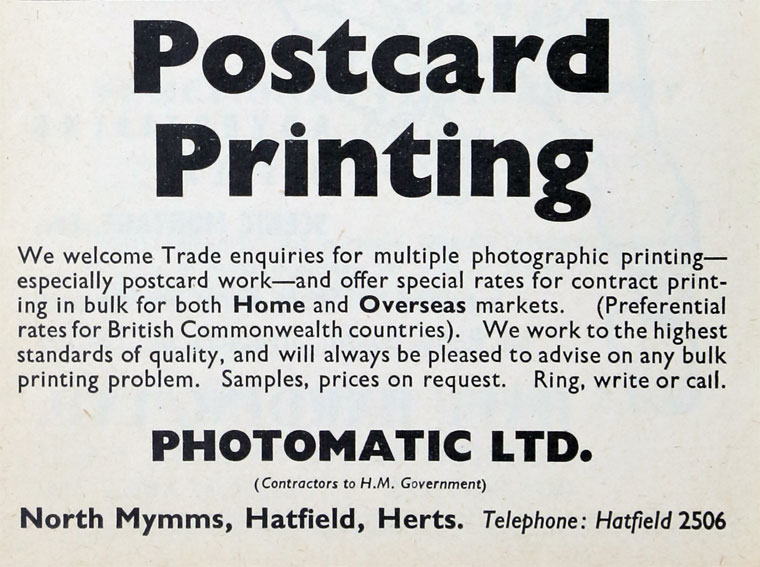 Postcard
Printing
We welcome Trade enquiries for multiple photographic printing—
especially postcard work—and offer special rates for contract print-
ing in bulk for both Home and Overseas markets. (Preferential
rates for British Commonwealth countries). We work to the highest
standards of quality, and will always be pleased to advise on any bulk
printing problem. Samples, prices on request. Ring, write or call.
PHOTOMATIC LTD.
(Contractors to H.M. Government)
North Mymms, Hatfield, Herts. Telephone: Hatfield 2506